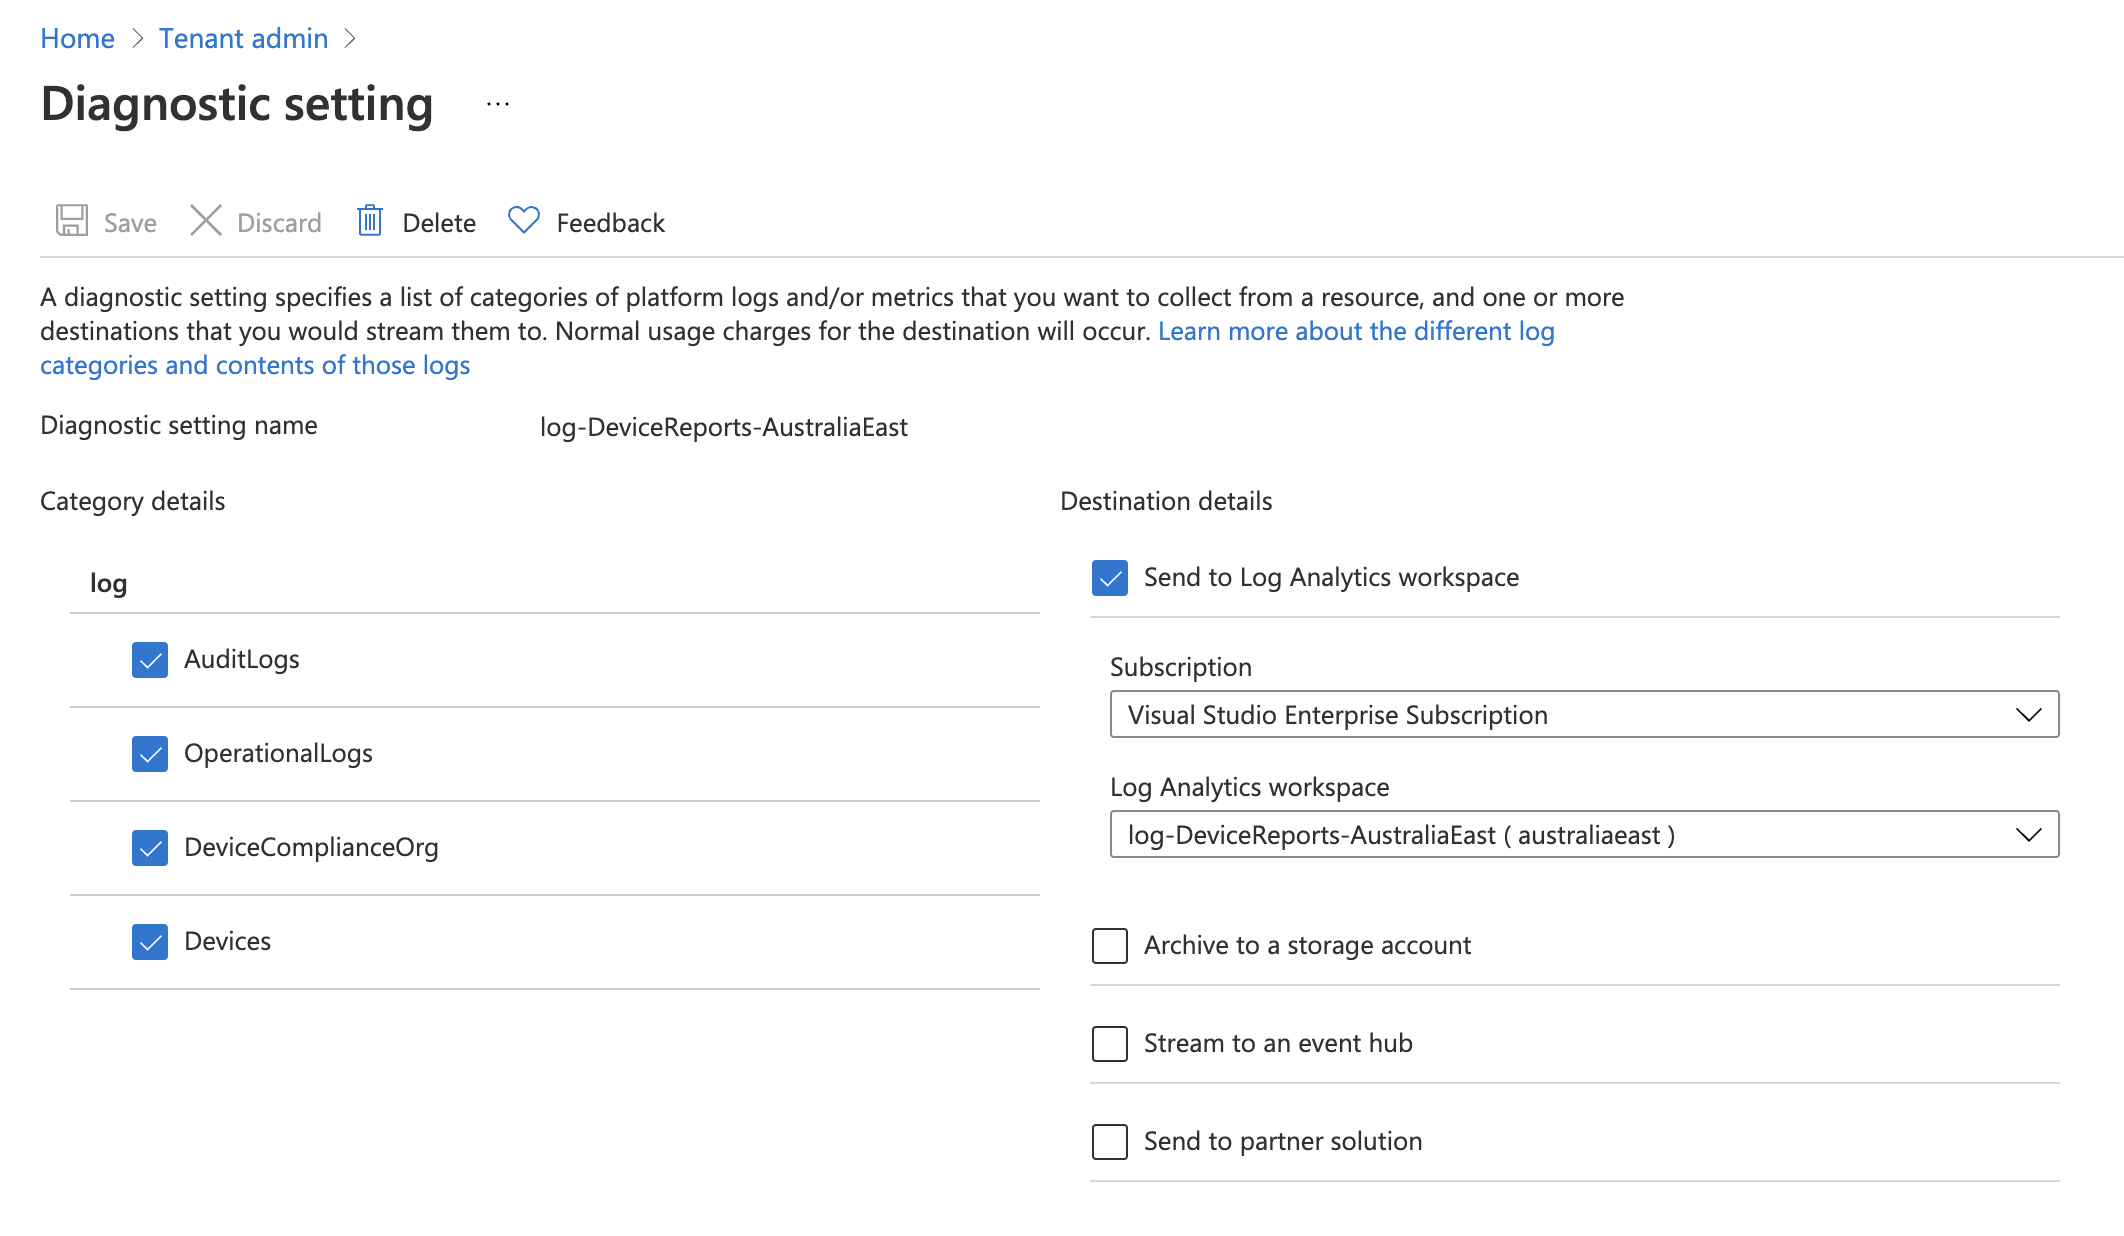 Home > Tenant admin >
Diagnostic setting ...
Save Discard Delete Feedback
A diagnostic setting specifies a list of categories of platform logs and/or metrics that you want to collect from a resource, and one or more
destinations that you would stream them to. Normal usage charges for the destination will occur. Learn more about the different log
categories and contents of those logs
Diagnostic setting name log-DeviceReports-AustraliaEast
Category details
log
AuditLogs
OperationalLogs
DeviceComplianceOrg
Devices
Destination details
Send to Log Analytics workspace
Subscription
Visual Studio Enterprise Subscription
Log Analytics workspace
log-DeviceReports-AustraliaEast ( australiaeast )
Archive to a storage account
Stream to an event hub
Send to partner solution